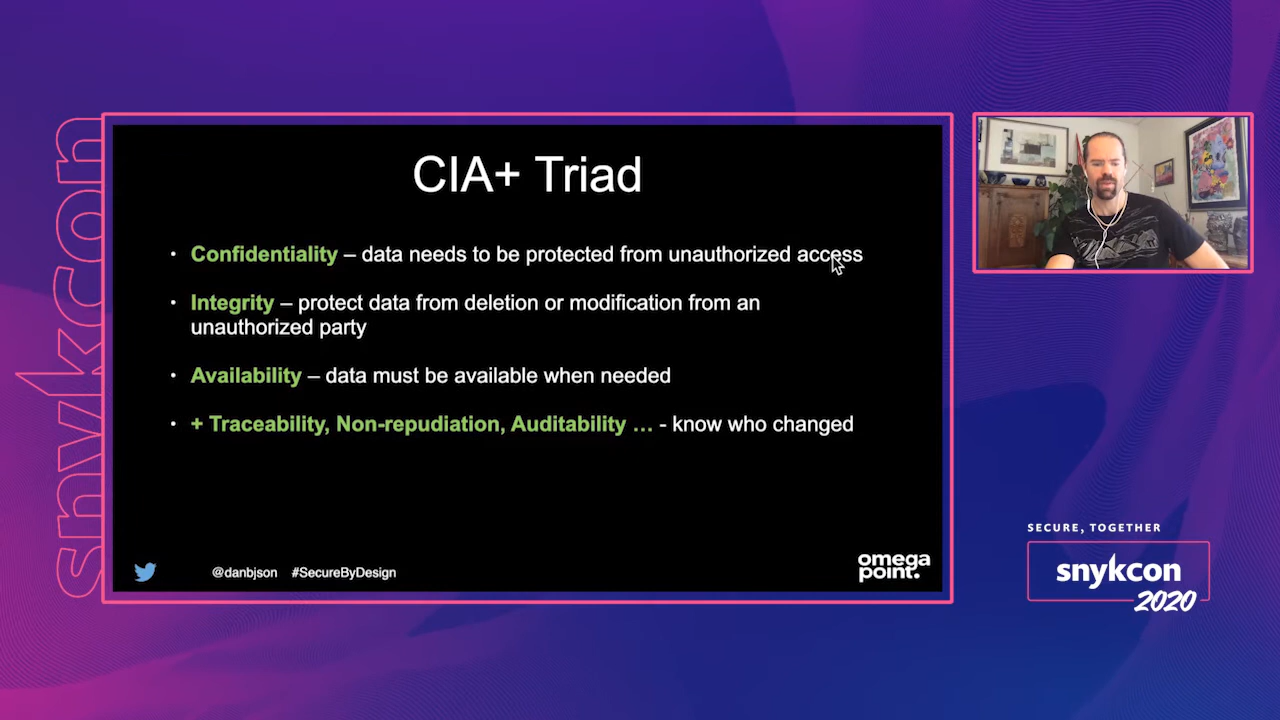 snykcon
CIA+ Triad
• Confidentiality – data needs to be protected from unauthorized access
• Integrity – protect data from deletion or modification from an
unauthorized party
• Availability – data must be available when needed
• + Traceability, Non-repudiation, Auditability … - know who changed
@danbjson #SecureByDesign
omega
point.
SECURE, TOGETHER
snykcon
2020